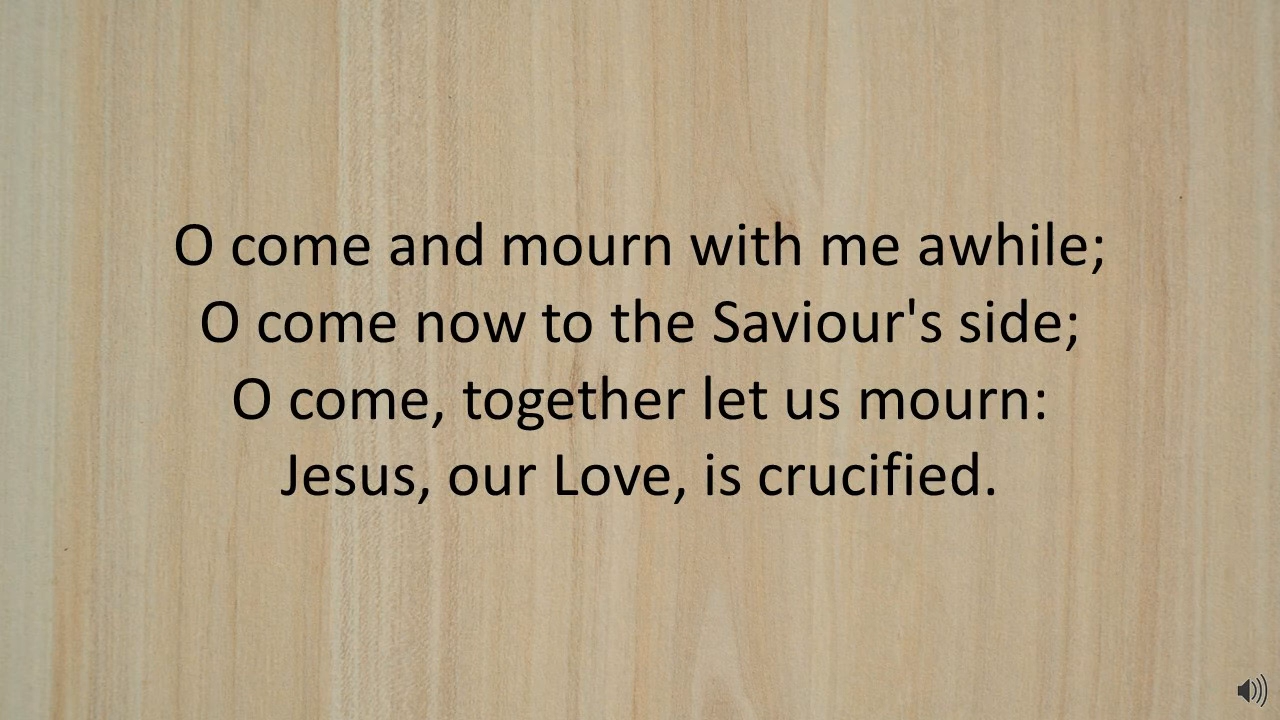 O come and mourn with me awhile;
O come now to the Saviour's side;
O come, together let us mourn:
Jesus, our Love, is crucified.